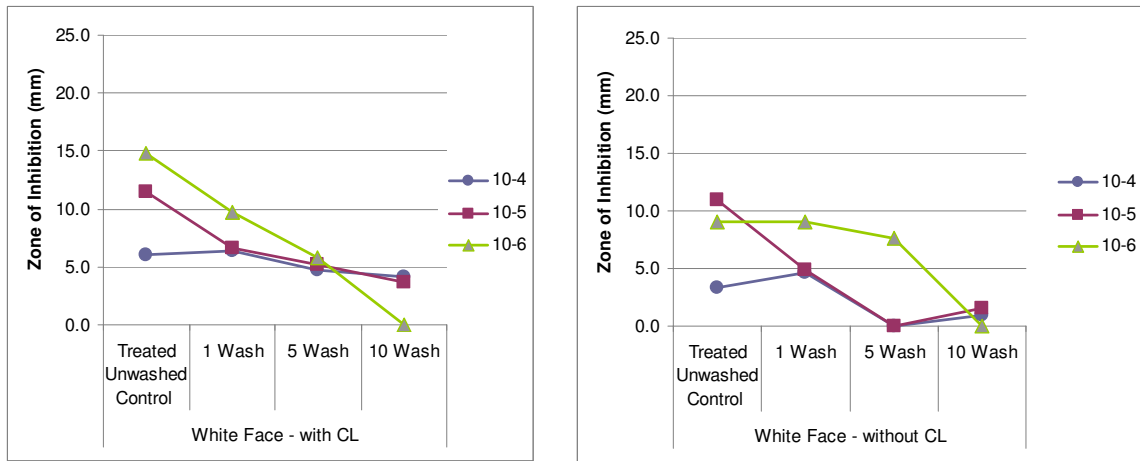 Zone of Inhibition (mm)
25.0
20.0
15.0
10.0
5.0
0.0
Treated
Unwashed
Control
1 Wash
5 Wash
10 Wash
White Face - with CL
10-4
10-5
10-6
Zone of Inhibition (mm)
25.0
20.0
15.0
10.0
5.0
0.0
Treated
Unwashed
Control
1 Wash
5 Wash
10 Wash
White Face - without CL
10-4
10-5
10-6